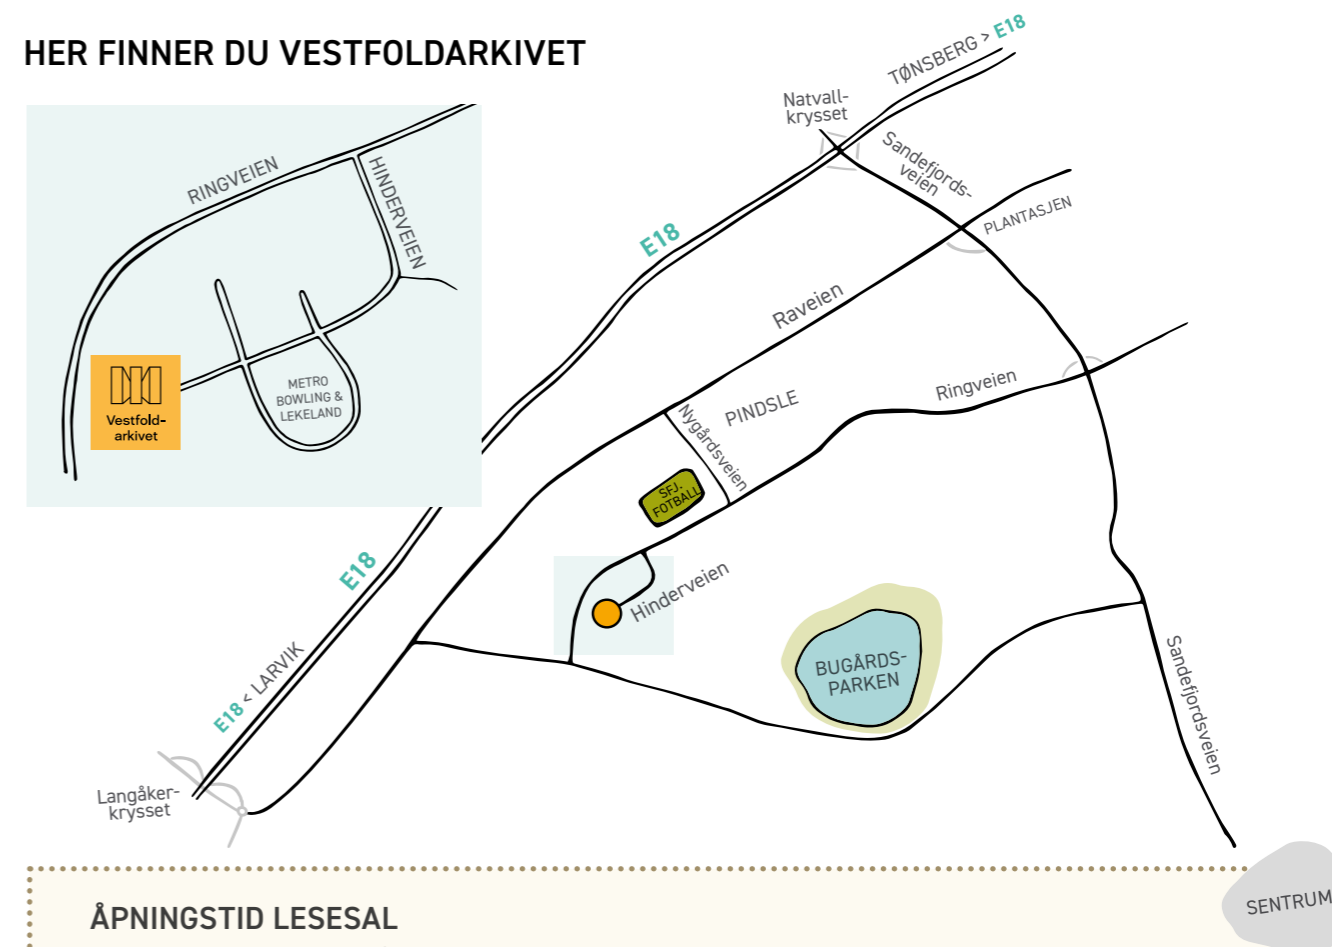 HER FINNER DU VESTFOLDARKIVET
TØNSBERG > E18
Natvall-
krysset
Sandefjords-
veien
RINGVEIEN
HINDERVEIEN
PLANTASJEN
E18
Raveien
Vestfold-
arkivet
METRO
BOWLING &
LEKELAND
Ringveien
PINDSLE
Nygårdsveien
SFJ.
FOTBALL
E18
Hinderveien
BUGÅRDS-
PARKEN
E18 < LARVIK
Sandefjordsveien
Langåker-
krysset
SENTRUM
ÅPNINGSTID LESESAL